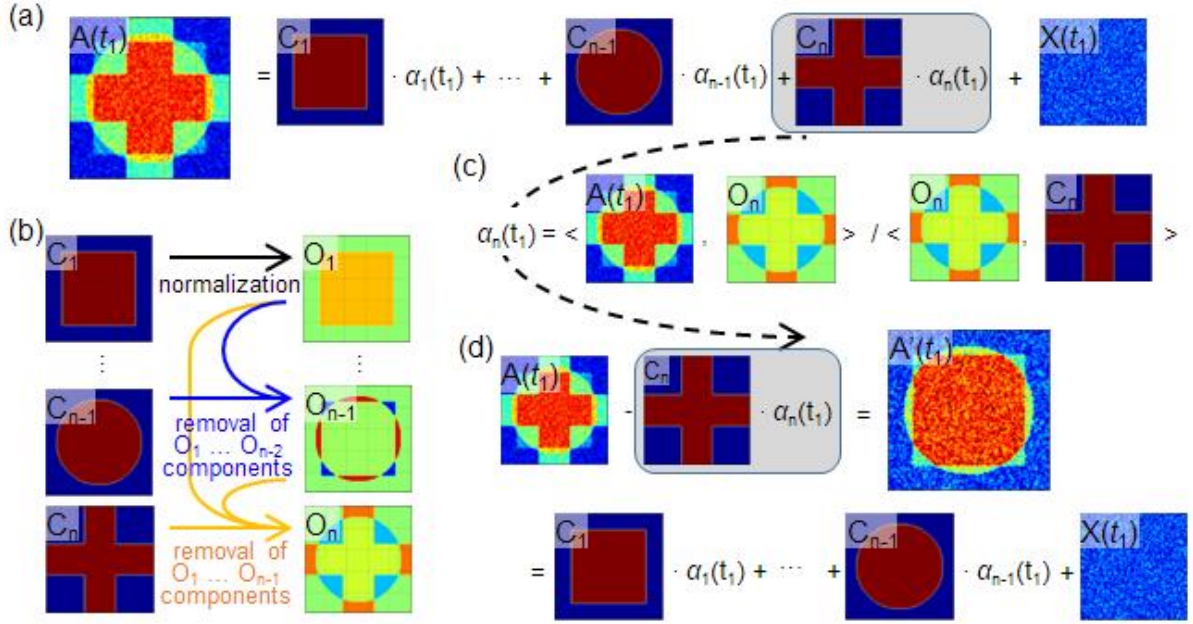 (a)
A(t₁) = C₁ · α₁(t₁) + ⋯ + Cₙ₋₁ · αₙ₋₁(t₁) + Cₙ · αₙ(t₁) + X(t₁)
(c)
αₙ(t₁) = < A(t₁) , Oₙ > / < Oₙ , Cₙ >
(b)
C₁ O₁
normalization
⋮ ⋮
Cₙ₋₁ Oₙ₋₁
removal of
O₁ ... Oₙ₋₂
components
Cₙ Oₙ
removal of
O₁ ... Oₙ₋₁
components
(d)
A(t₁) - Cₙ · αₙ(t₁) = A'(t₁)
= C₁ · α₁(t₁) + ⋯ + Cₙ₋₁ · αₙ₋₁(t₁) + X(t₁)